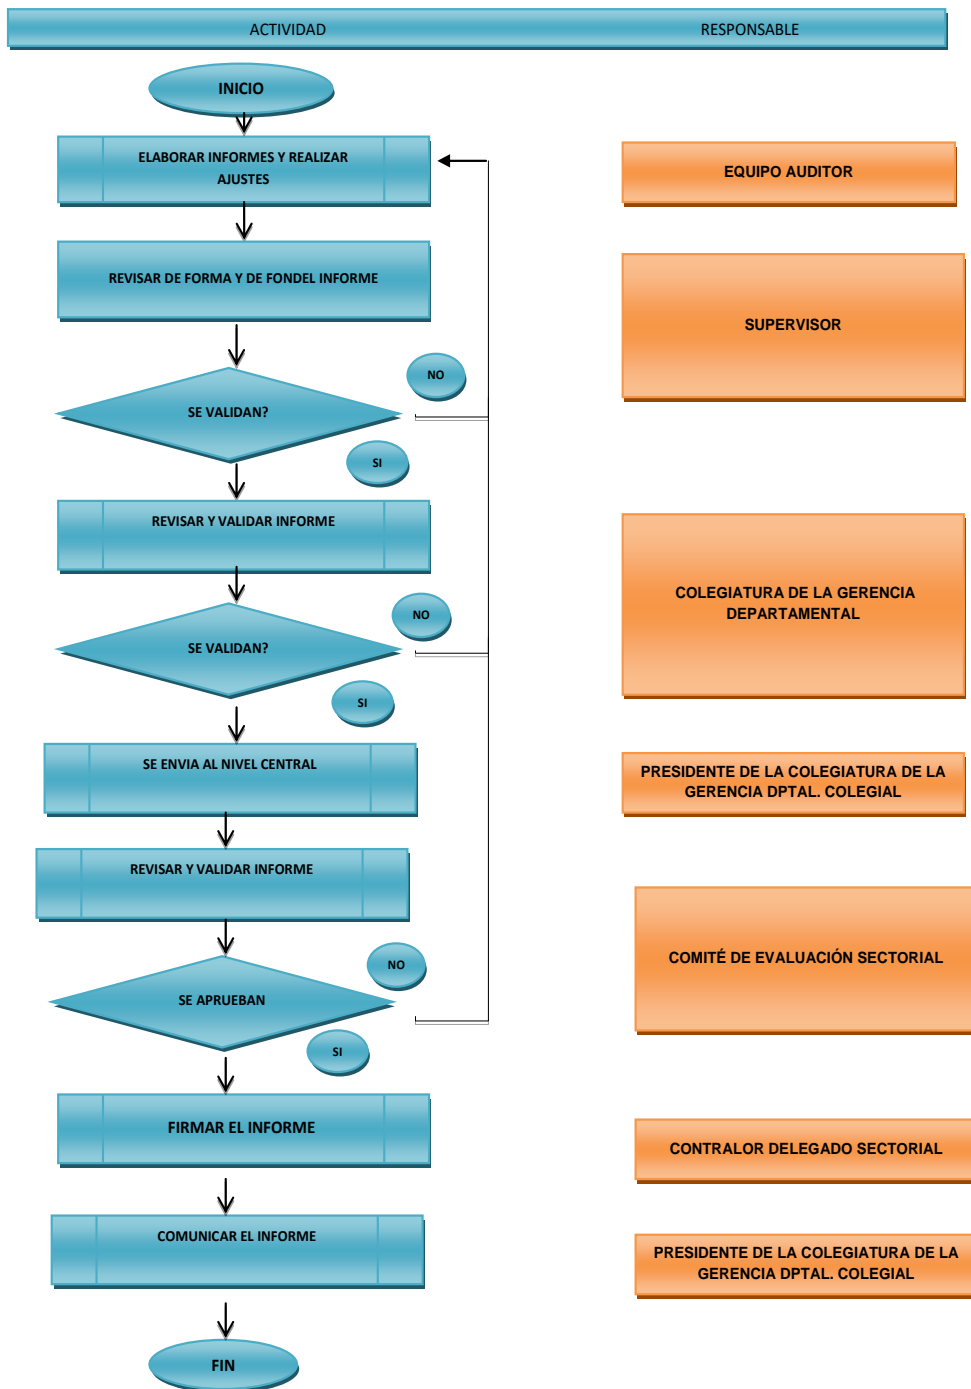 ACTIVIDAD RESPONSABLE
INICIO
ELABORAR INFORMES Y REALIZAR
AJUSTES
EQUIPO AUDITOR
REVISAR DE FORMA Y DE FONDEL INFORME
SUPERVISOR
NO
SE VALIDAN?
SI
REVISAR Y VALIDAR INFORME
COLEGIATURA DE LA GERENCIA
DEPARTAMENTAL
NO
SE VALIDAN?
SI
SE ENVIA AL NIVEL CENTRAL
PRESIDENTE DE LA COLEGIATURA DE LA
GERENCIA DPTAL. COLEGIAL
REVISAR Y VALIDAR INFORME
COMITÉ DE EVALUACIÓN SECTORIAL
NO
SE APRUEBAN
SI
FIRMAR EL INFORME
CONTRALOR DELEGADO SECTORIAL
COMUNICAR EL INFORME
PRESIDENTE DE LA COLEGIATURA DE LA
GERENCIA DPTAL. COLEGIAL
FIN